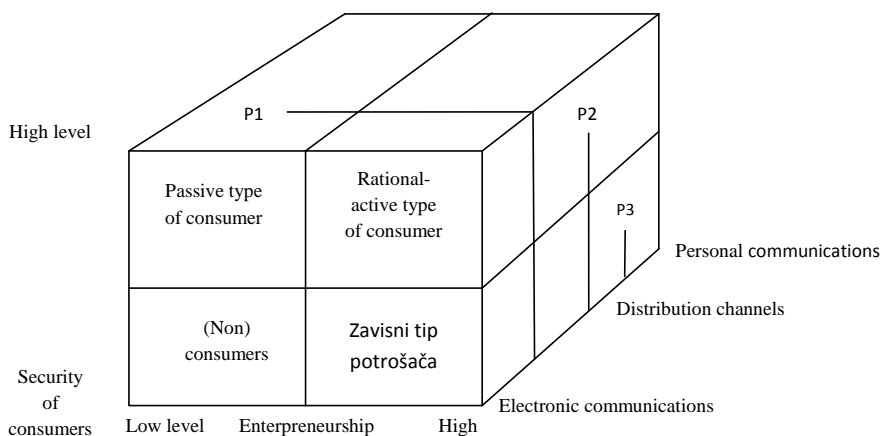 P1
P2
High level
Passive type
of consumer
Rational-
active type
of consumer
P3
Personal communications
Distribution channels
(Non)
consumers
Zavisni tip
potrošača
Security
of
consumers
Low level
Enterpreneurship
High
Electronic communications